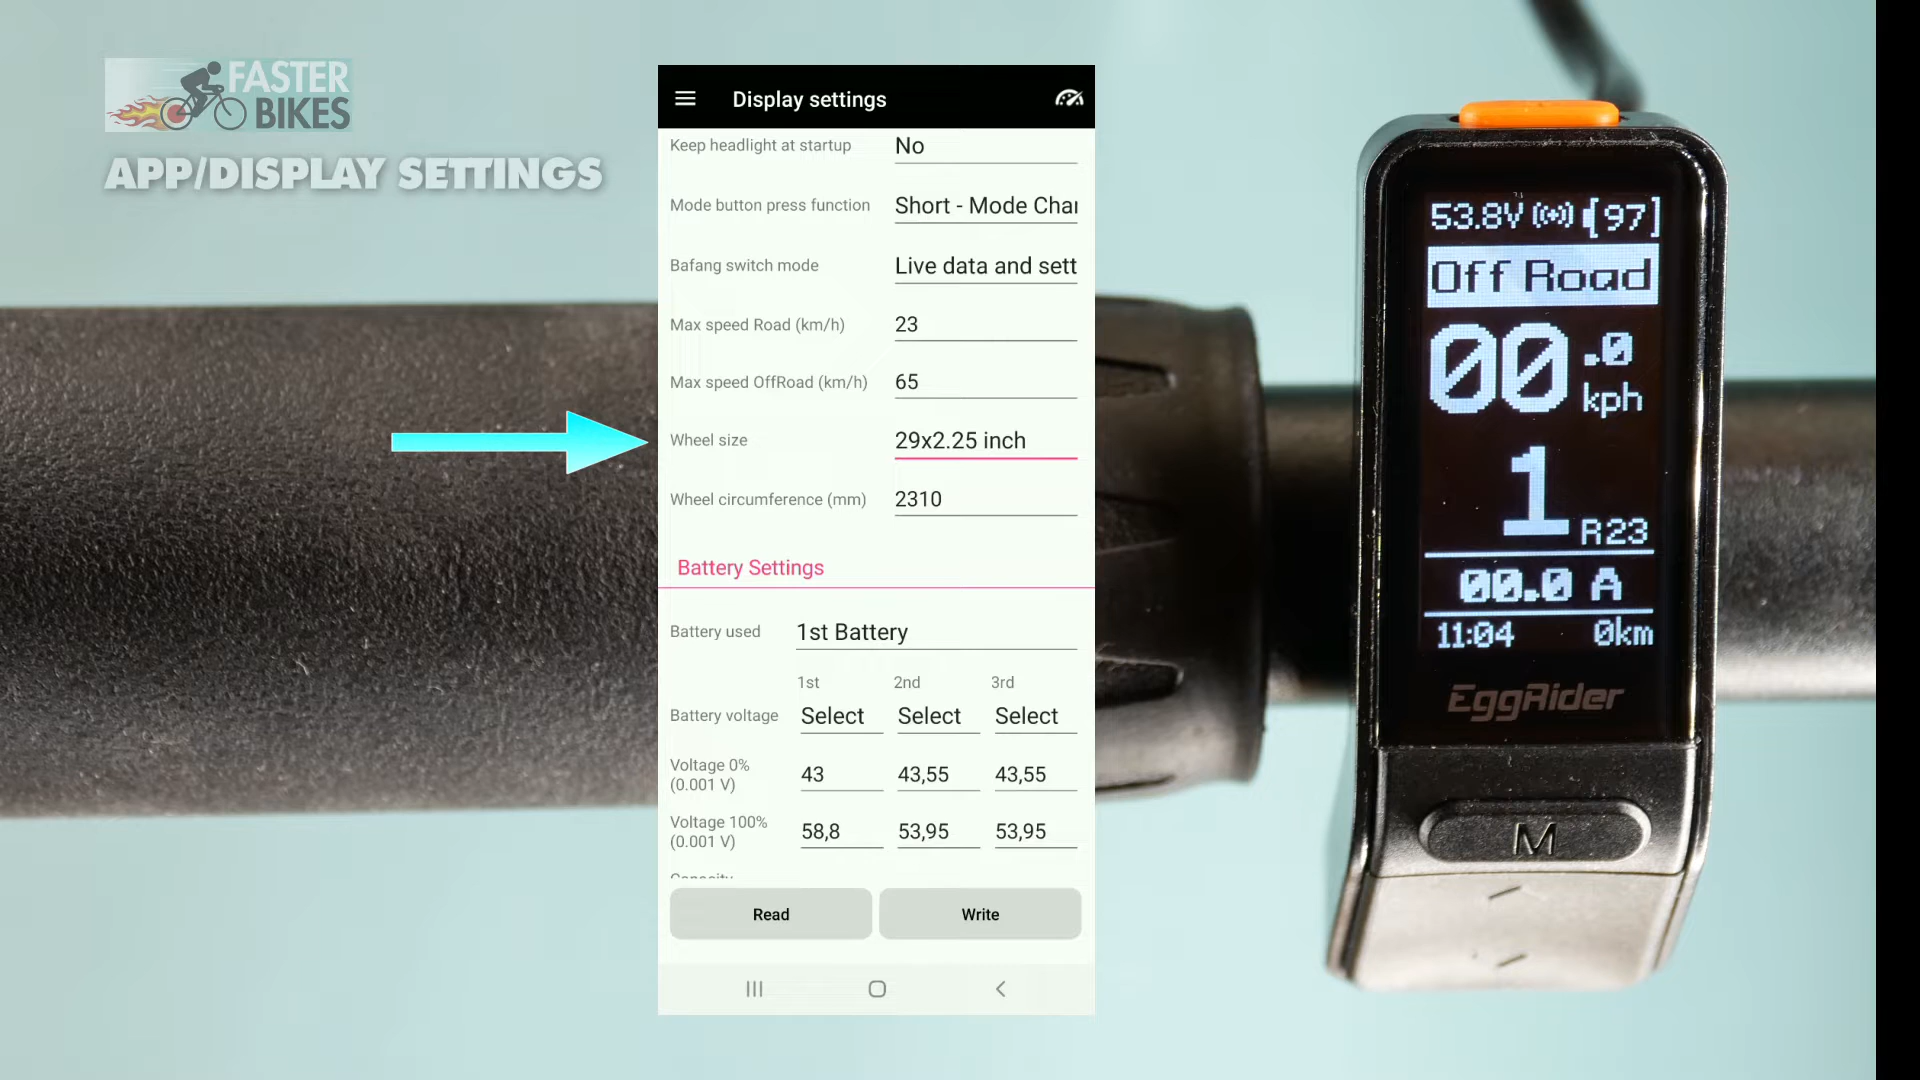 FASTER
BIKES
APP/DISPLAY SETTINGS
Display settings
Keep headlight at startup No
Mode button press function Short - Mode Chan
Bafang switch mode Live data and sett
Max speed Road (km/h) 23
Max speed OffRoad (km/h) 65
Wheel size 29x2.25 inch
Wheel circumference (mm) 2310
Battery Settings
Battery used 1st Battery
1st 2nd 3rd
Battery voltage Select Select Select
Voltage 0%
(0.001 V) 43 43,55 43,55
Voltage 100%
(0.001 V) 58,8 53,95 53,95
Capacity
Read Write
53.8V 97
Off Road
00.0
kph
1 R23
00.0 A
11:04 0km
EggRider
M